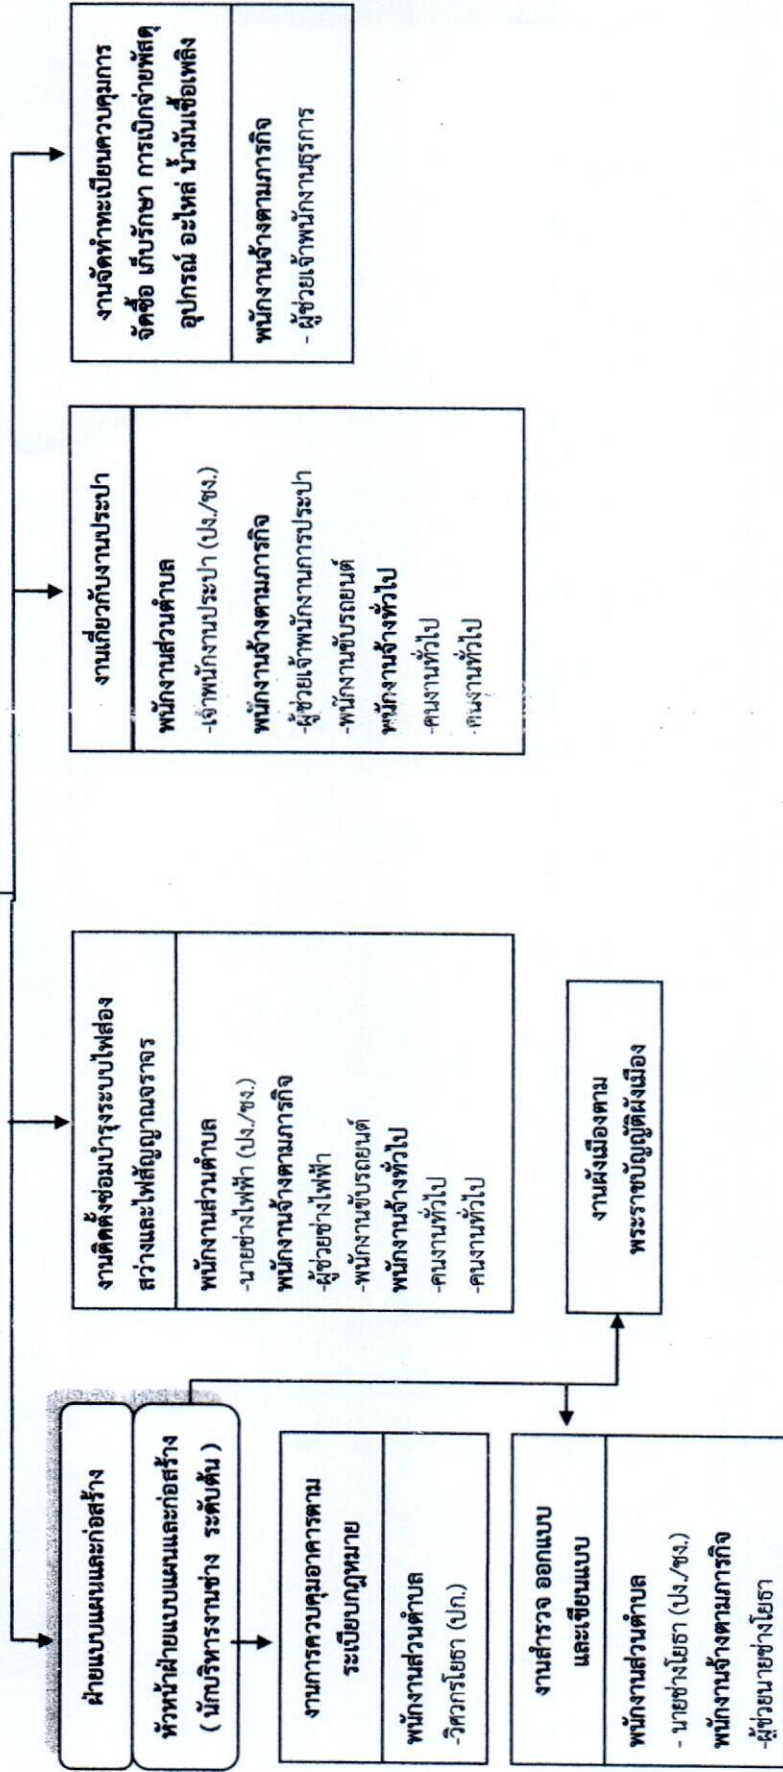 ฝ่ายแบบแผนและก่อสร้าง
หัวหน้าฝ่ายแบบแผนและก่อสร้าง
( นักบริหารงานช่าง ระดับต้น )
งานการควบคุมอาคารตาม
ระเบียบกฎหมาย
พนักงานส่วนตำบล
-วิศวกรโยธา (ปก.)
งานสำรวจ ออกแบบ
และเขียนแบบ
พนักงานส่วนตำบล
- นายช่างโยธา (ปง./ชง.)
พนักงานจ้างตามภารกิจ
-ผู้ช่วยนายช่างโยธา
งานผังเมืองตาม
พระราชบัญญัติผังเมือง
งานติดตั้งซ่อมบำรุงระบบไฟส่อง
สว่างและไฟสัญญาณจราจร
พนักงานส่วนตำบล
-นายช่างไฟฟ้า (ปง./ชง.)
พนักงานจ้างตามภารกิจ
-ผู้ช่วยช่างไฟฟ้า
-พนักงานขับรถยนต์
พนักงานจ้างทั่วไป
-คนงานทั่วไป
-คนงานทั่วไป
งานเกี่ยวกับงานประปา
พนักงานส่วนตำบล
-เจ้าพนักงานประปา (ปง./ชง.)
พนักงานจ้างตามภารกิจ
-ผู้ช่วยเจ้าพนักงานการประปา
-พนักงานขับรถยนต์
พนักงานจ้างทั่วไป
-คนงานทั่วไป
-คนงานทั่วไป
งานจัดทำทะเบียนควบคุมการ
จัดซื้อ เก็บรักษา การเบิกจ่ายพัสดุ
อุปกรณ์ อะไหล่ น้ำมันเชื้อเพลิง
พนักงานจ้างตามภารกิจ
- ผู้ช่วยเจ้าพนักงานธุรการ